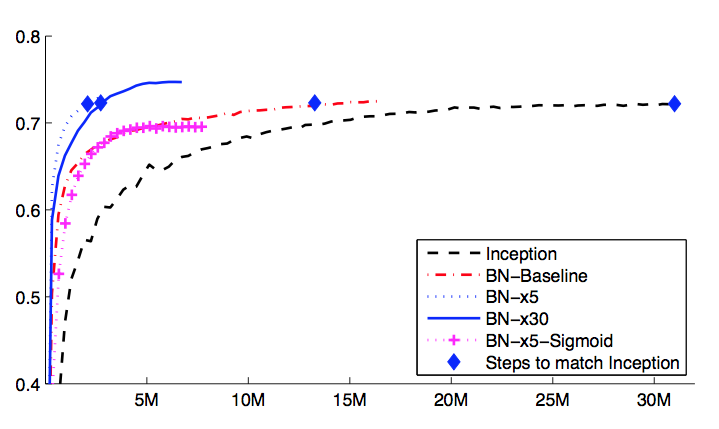 0.8
0.7
0.6
0.5
0.4
5M 10M 15M 20M 25M 30M
Inception
BN−Baseline
BN−x5
BN−x30
BN−x5−Sigmoid
Steps to match Inception